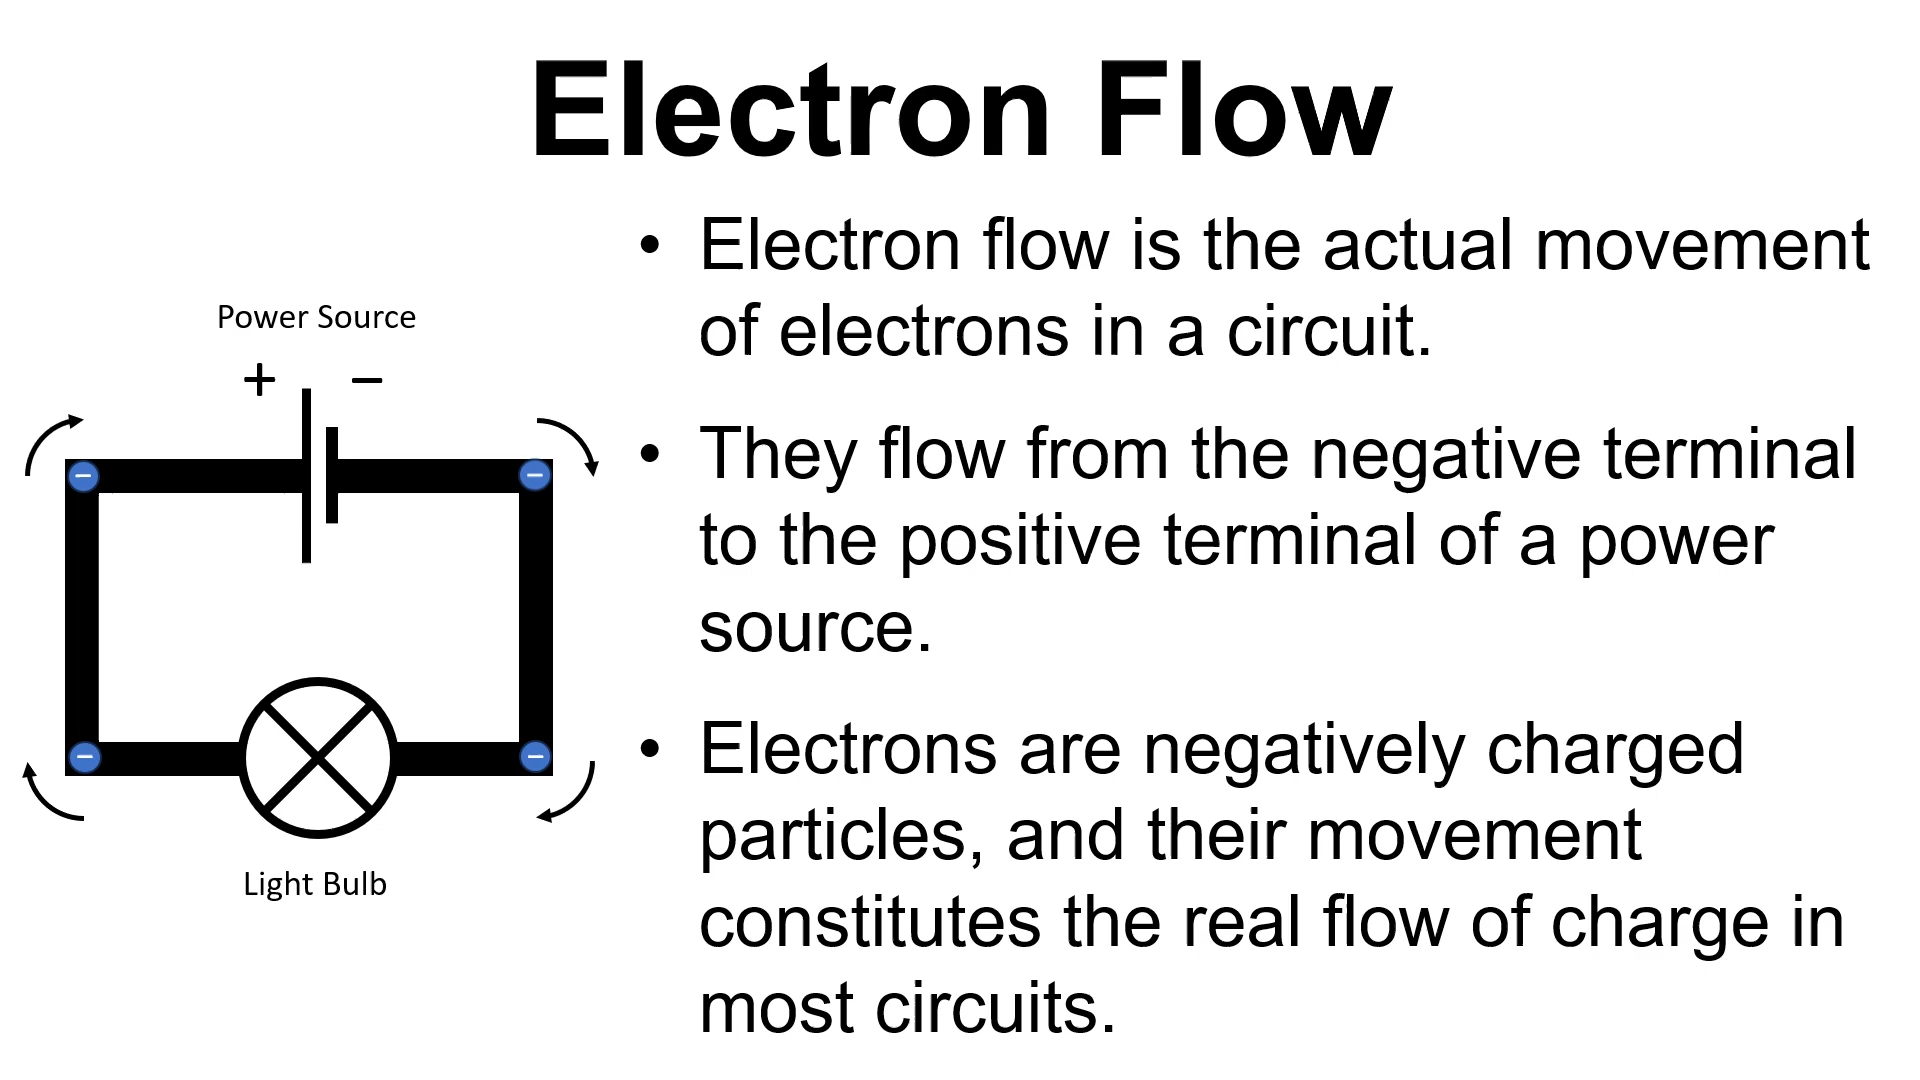 Electron Flow
• Electron flow is the actual movement
of electrons in a circuit.
• They flow from the negative terminal
to the positive terminal of a power
source.
• Electrons are negatively charged
particles, and their movement
constitutes the real flow of charge in
most circuits.
Power Source
+ −
− −
− −
Light Bulb